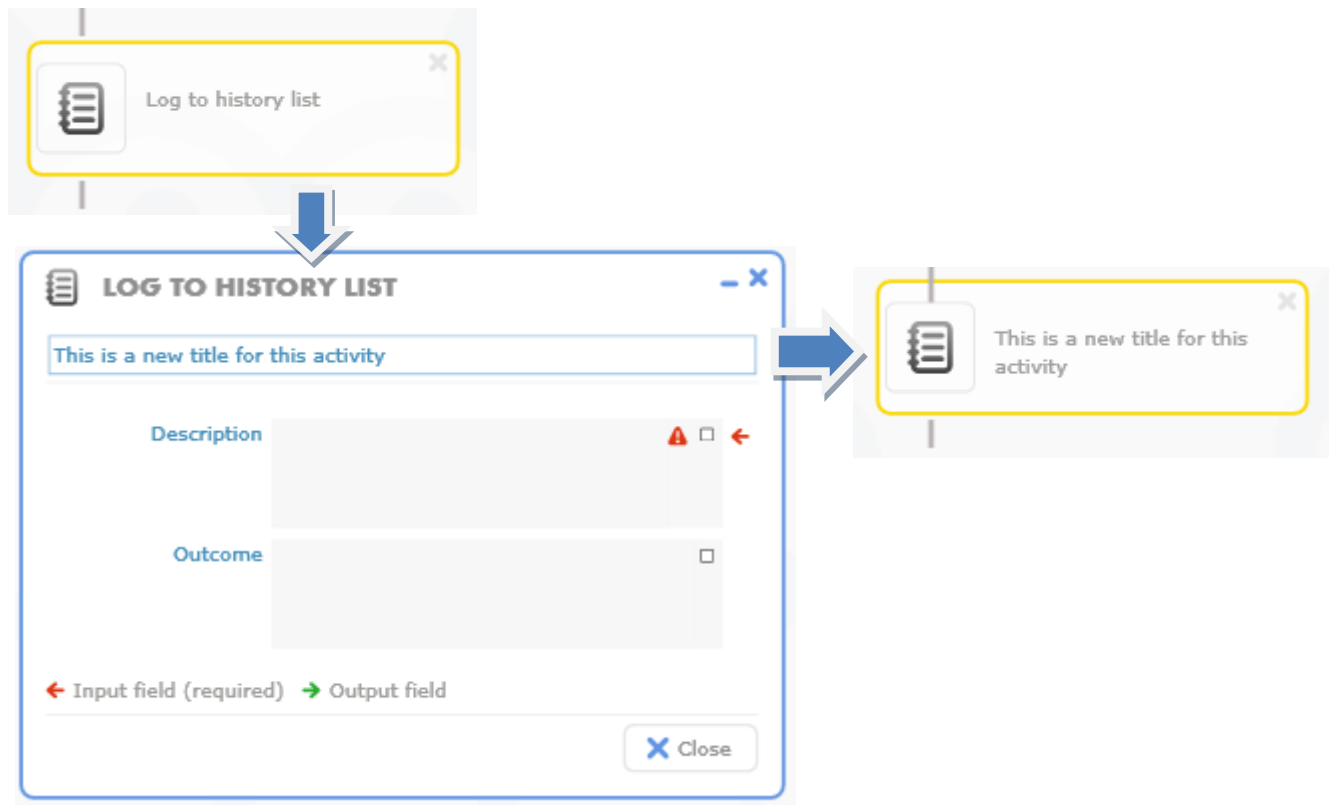 Log to history list
LOG TO HISTORY LIST
This is a new title for this activity
Description
Outcome
Input field (required) Output field
Close
This is a new title for this
activity